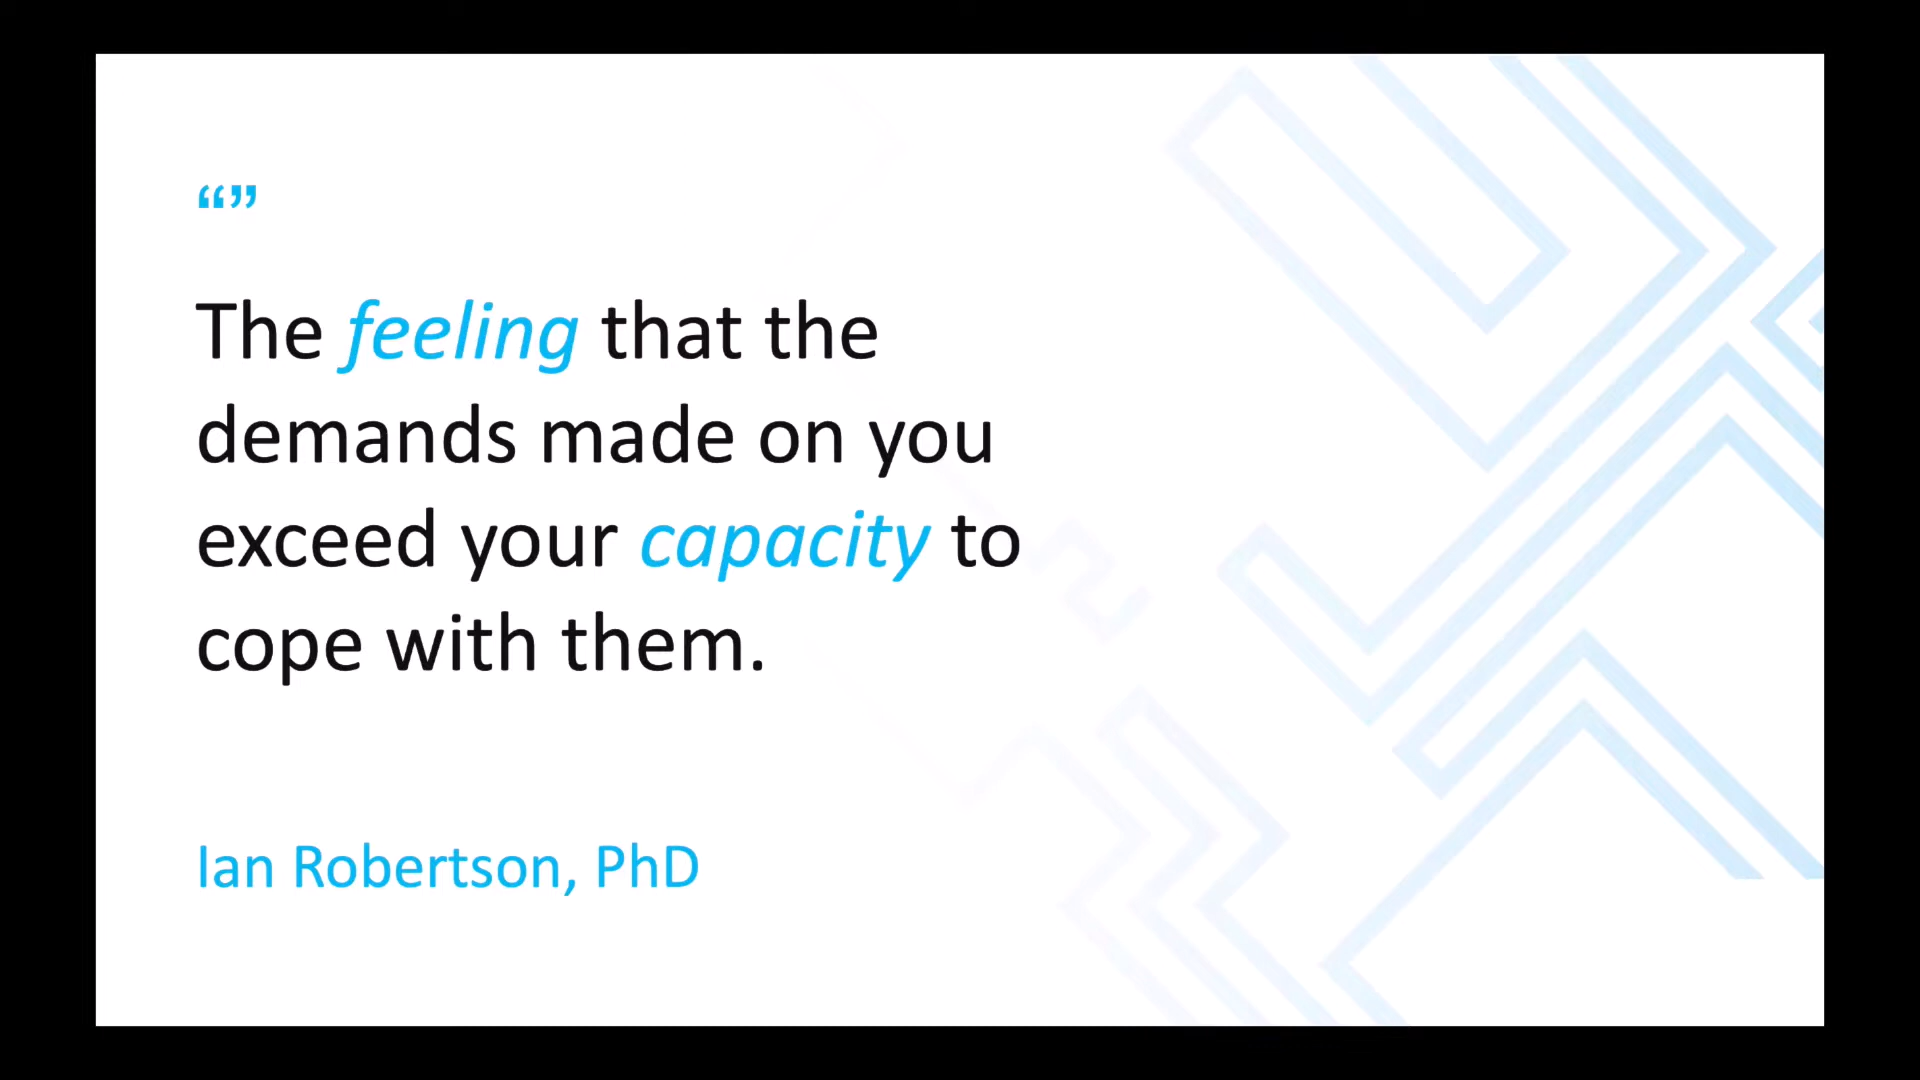 “”
The feeling that the
demands made on you
exceed your capacity to
cope with them.
Ian Robertson, PhD